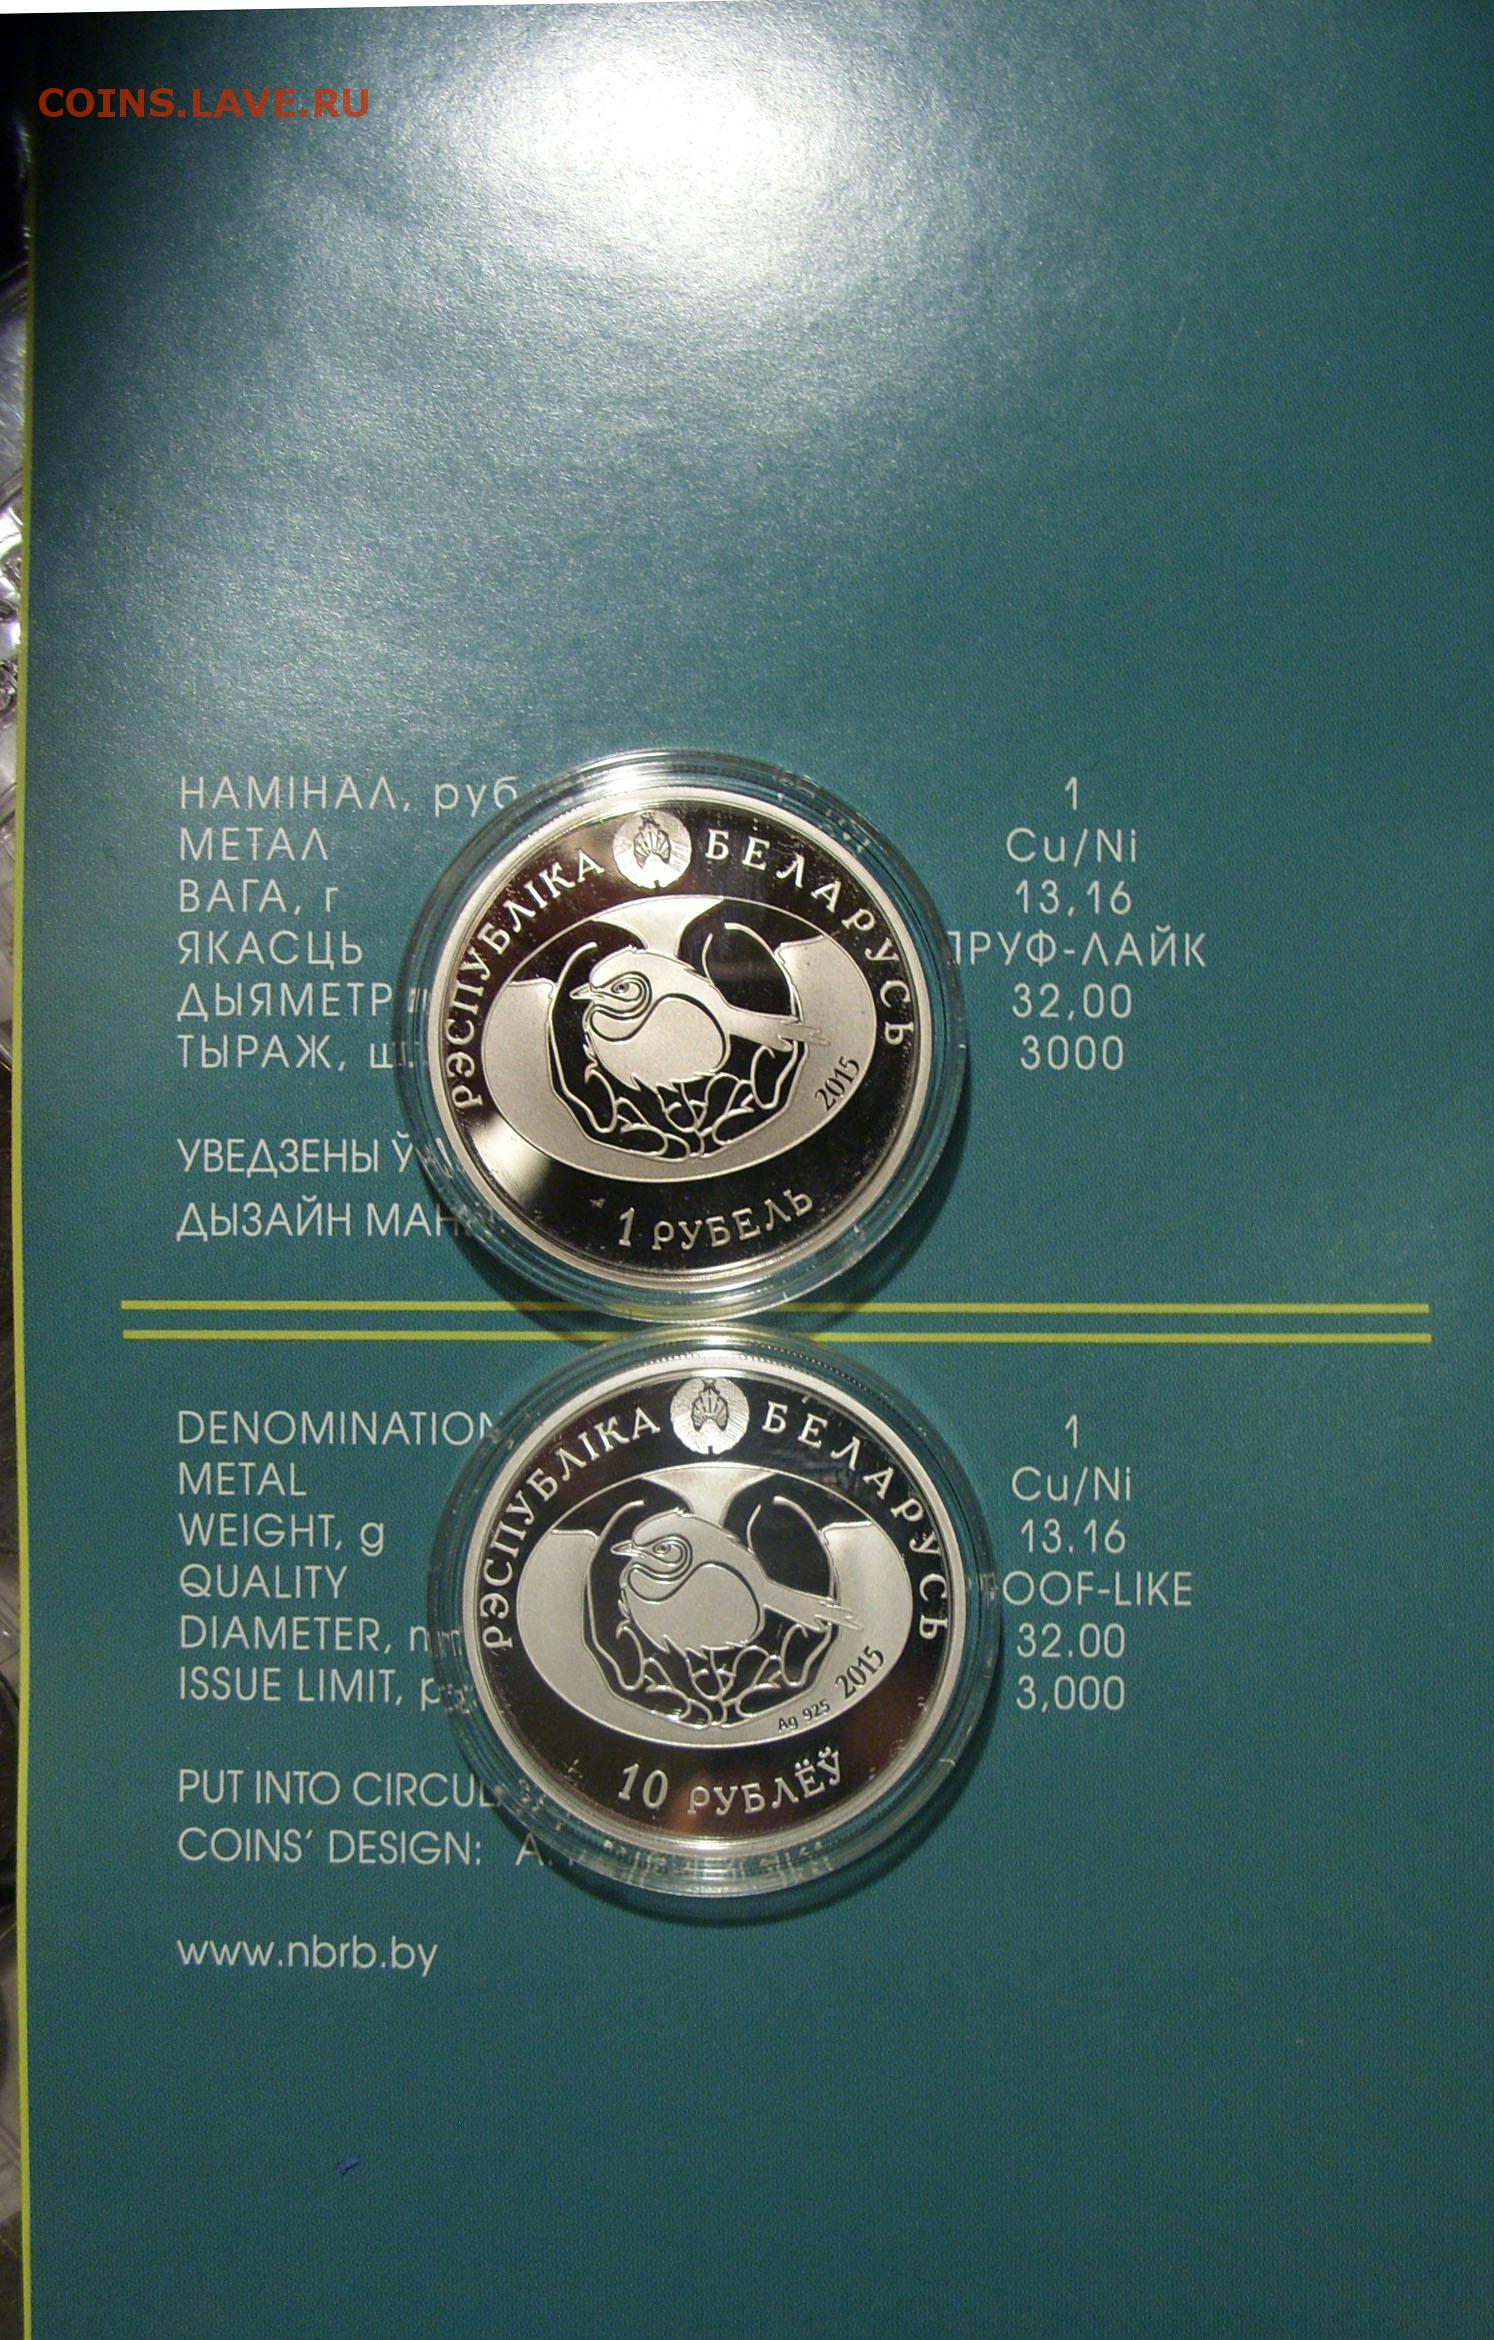 COINS.LAVE.RU
НАМІНАЛ, руб 1
МЕТАЛ Cu/Ni
ВАГА, г 13,16
ЯКАСЦЬ ПРУФ-ЛАЙК
ДЫЯМЕТР 32,00
ТЫРАЖ, 3000
УВЕДЗЕНЫ Ў
ДЫЗАЙН
РЭСПУБЛІКА БЕЛАРУСЬ
2015
1 РУБЕЛЬ
DENOMINATION 1
METAL Cu/Ni
WEIGHT, g 13.16
QUALITY OOF-LIKE
DIAMETER, 32.00
ISSUE LIMIT, 3,000
PUT INTO
COINS' DESIGN: A.
РЭСПУБЛІКА БЕЛАРУСЬ
Ag 925 2015
10 РУБЛЁЎ
www.nbrb.by